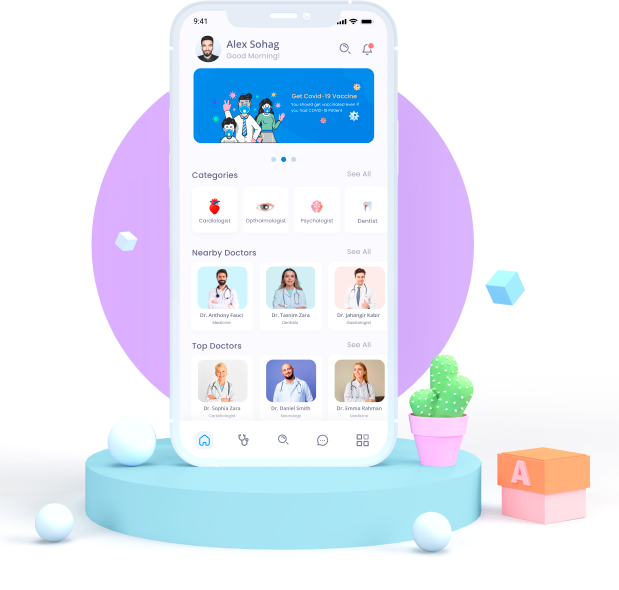 9:41
Alex Sohag
Good Morning!
Get Covid-19 Vaccine
You should get vaccinated even if
you had COVID-19 Patient
Categories
See All
Cardiologist
Opthalmologist
Psychologist
Dentist
Nearby Doctors
See All
Dr. Anthony Fauci
Dr. Tasnim Zara
Dr. Jahangir Kabir
Medicine
Dentists
Top Doctors
See All
Dr. Sophia Zara
Dr. Daniel Smith
Dr. Emma Rahman
Cardiologist
Neurology
Medicine
A